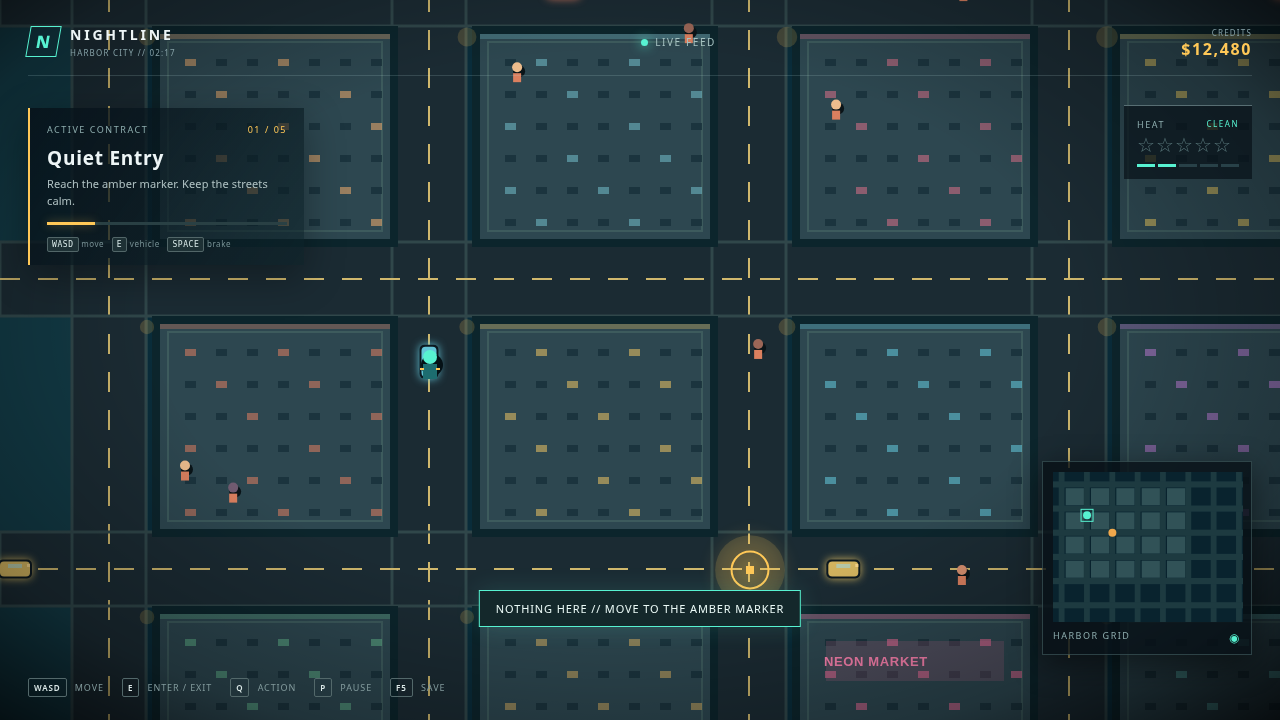 N
NIGHTLINE
HARBOR CITY // 02:17
LIVE FEED
CREDITS
$12,480
ACTIVE CONTRACT
01 / 05
Quiet Entry
Reach the amber marker. Keep the streets
calm.
WASD move E vehicle SPACE brake
HEAT
CLEAN
NOTHING HERE // MOVE TO THE AMBER MARKER
NEON MARKET
HARBOR GRID
WASD MOVE E ENTER / EXIT Q ACTION P PAUSE F5 SAVE